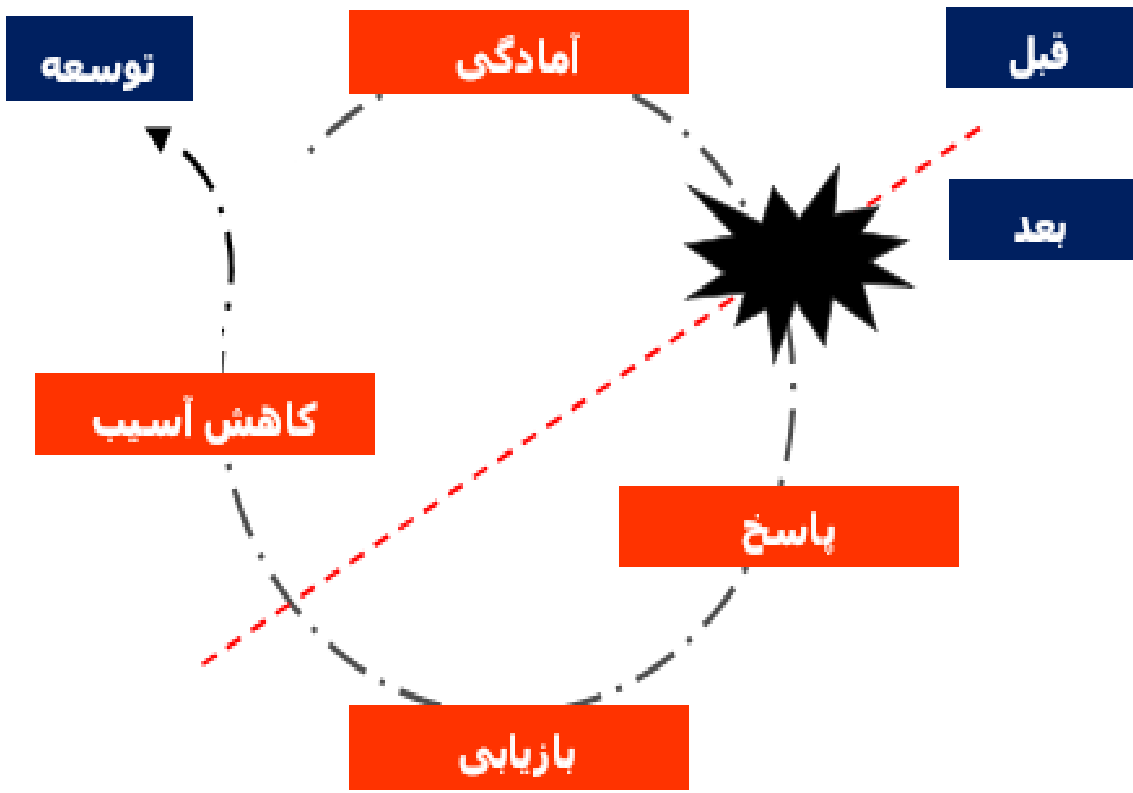 قبل
آمادگی
توسعه
بعد
کاهش آسیب
پاسخ
بازیابی